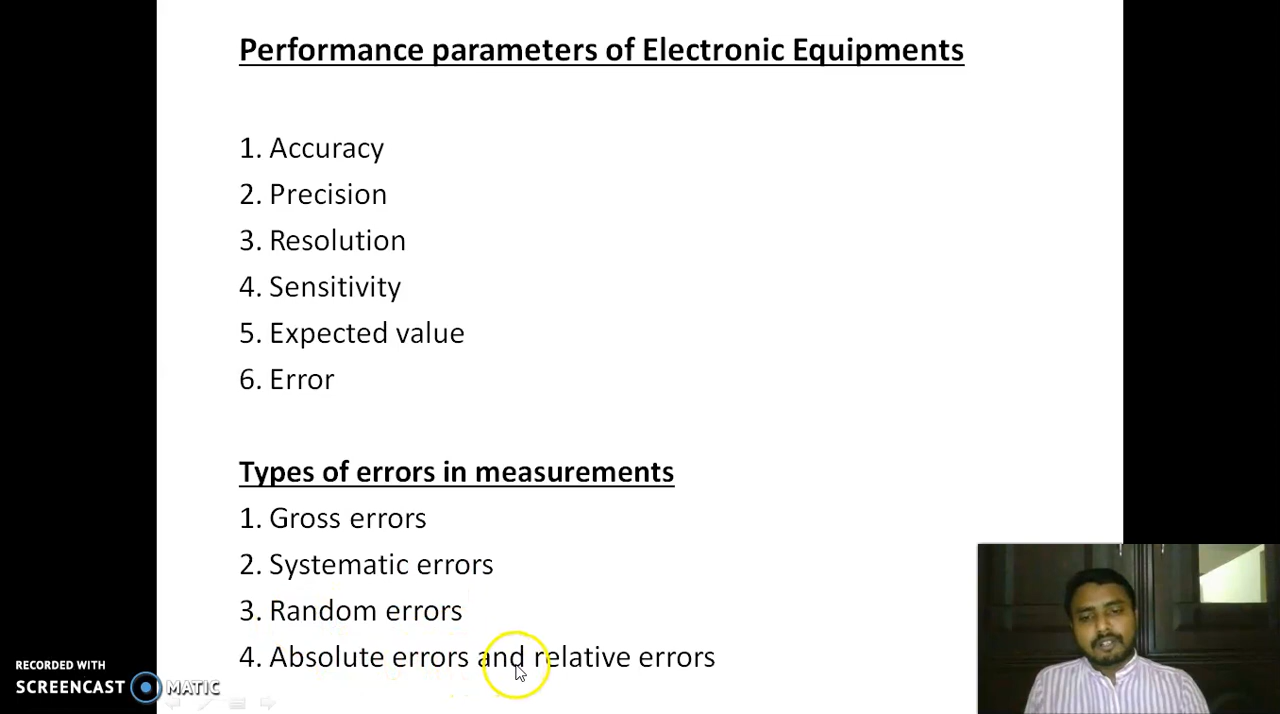 Performance parameters of Electronic Equipments
1. Accuracy
2. Precision
3. Resolution
4. Sensitivity
5. Expected value
6. Error
Types of errors in measurements
1. Gross errors
2. Systematic errors
3. Random errors
4. Absolute errors and relative errors
RECORDED WITH
SCREENCAST MATIC